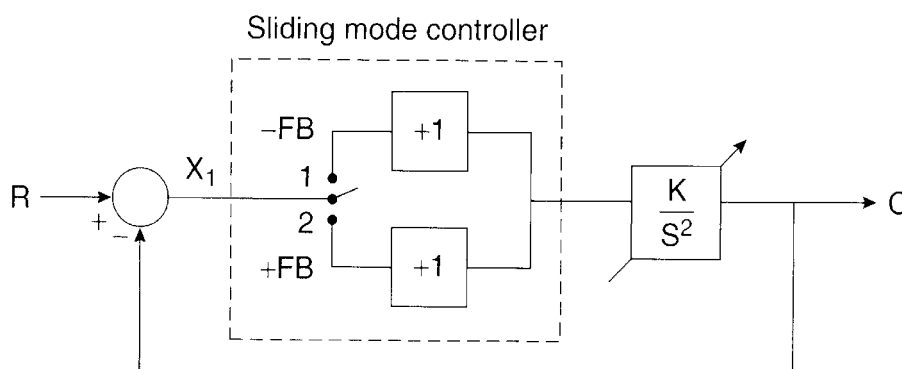 Sliding mode controller
−FB
+1
X1
1
R
+
−
2
K
S²
C
+FB
+1